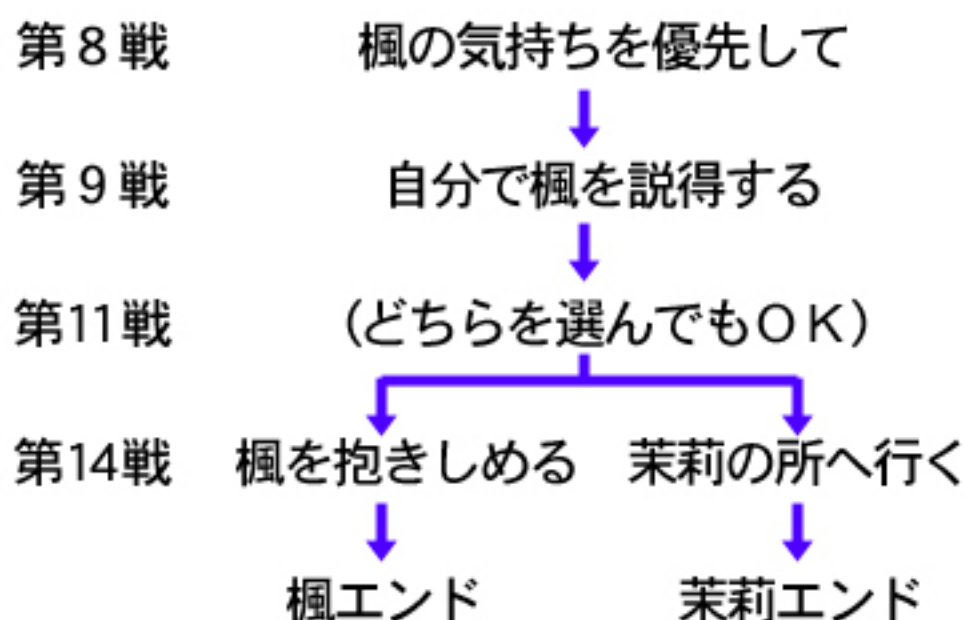 第８戦 楓の気持ちを優先して
第９戦 自分で楓を説得する
第11戦 （どちらを選んでもＯＫ）
第14戦 楓を抱きしめる 茉莉の所へ行く
楓エンド 茉莉エンド